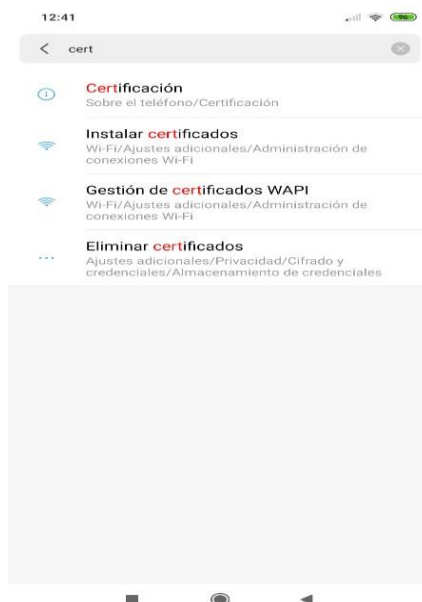 12:41
96
cert
Certificación
Sobre el teléfono/Certificación
Instalar certificados
Wi-Fi/Ajustes adicionales/Administración de
conexiones Wi-Fi
Gestión de certificados WAPI
Wi-Fi/Ajustes adicionales/Administración de
conexiones Wi-Fi
Eliminar certificados
Ajustes adicionales/Privacidad/Cifrado y
credenciales/Almacenamiento de credenciales